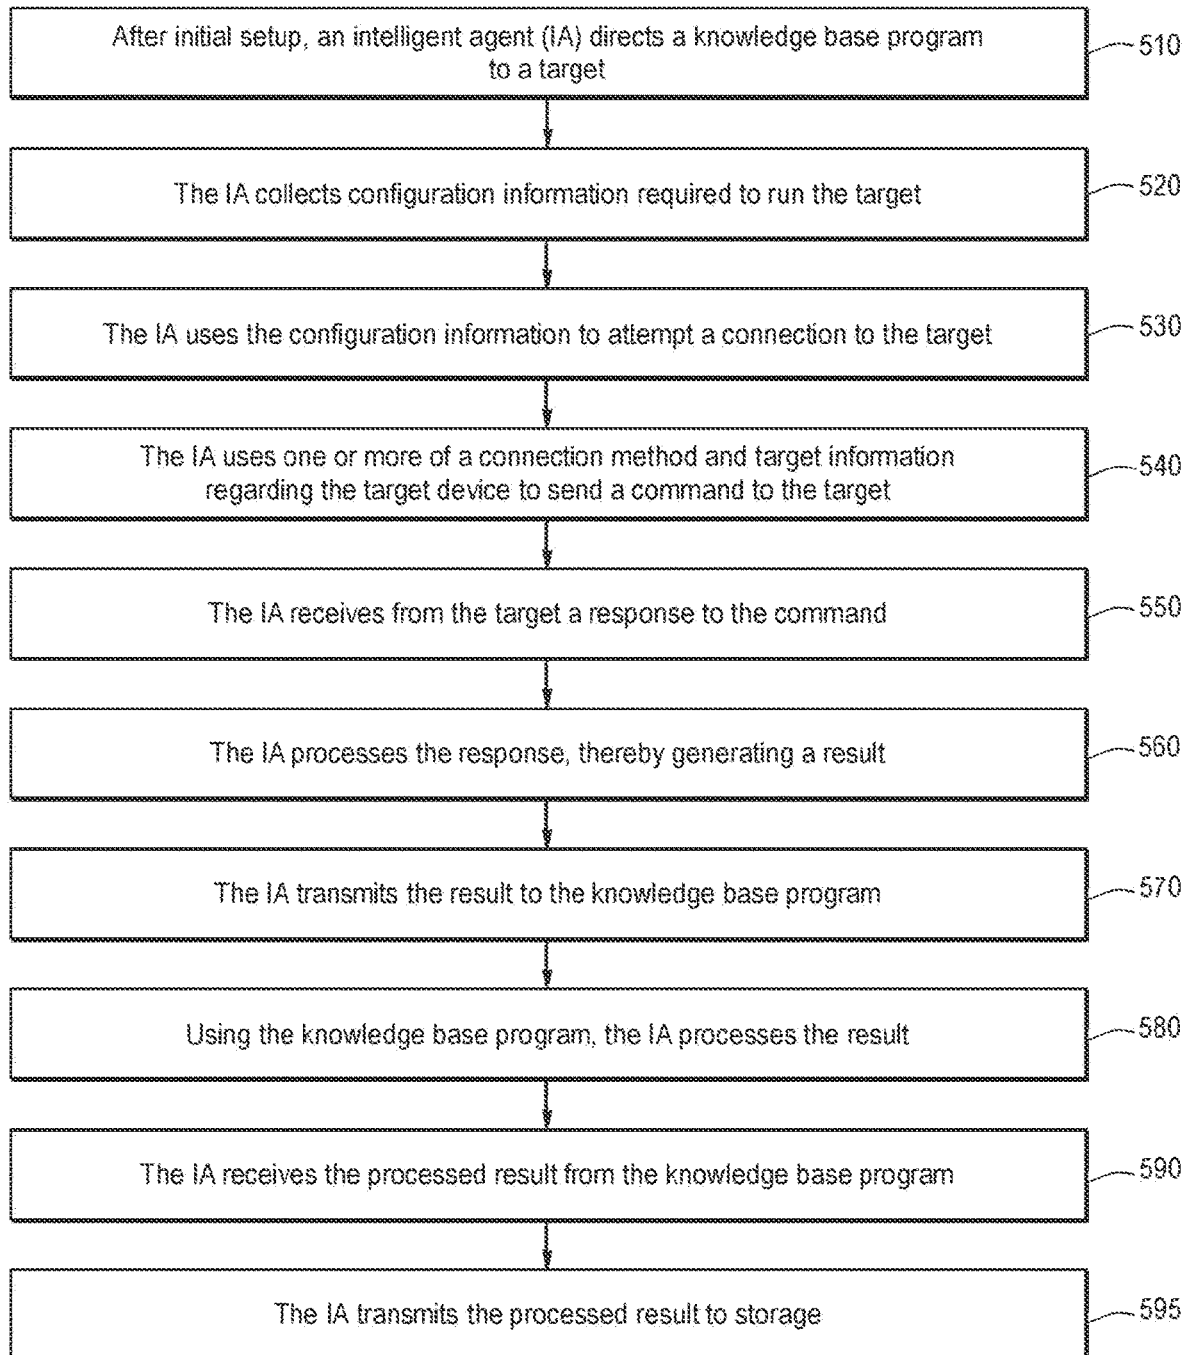 After initial setup, an intelligent agent (IA) directs a knowledge base program
to a target
510
The IA collects configuration information required to run the target
520
The IA uses the configuration information to attempt a connection to the target
530
The IA uses one or more of a connection method and target information
regarding the target device to send a command to the target
540
The IA receives from the target a response to the command
550
The IA processes the response, thereby generating a result
560
The IA transmits the result to the knowledge base program
570
Using the knowledge base program, the IA processes the result
580
The IA receives the processed result from the knowledge base program
590
The IA transmits the processed result to storage
595